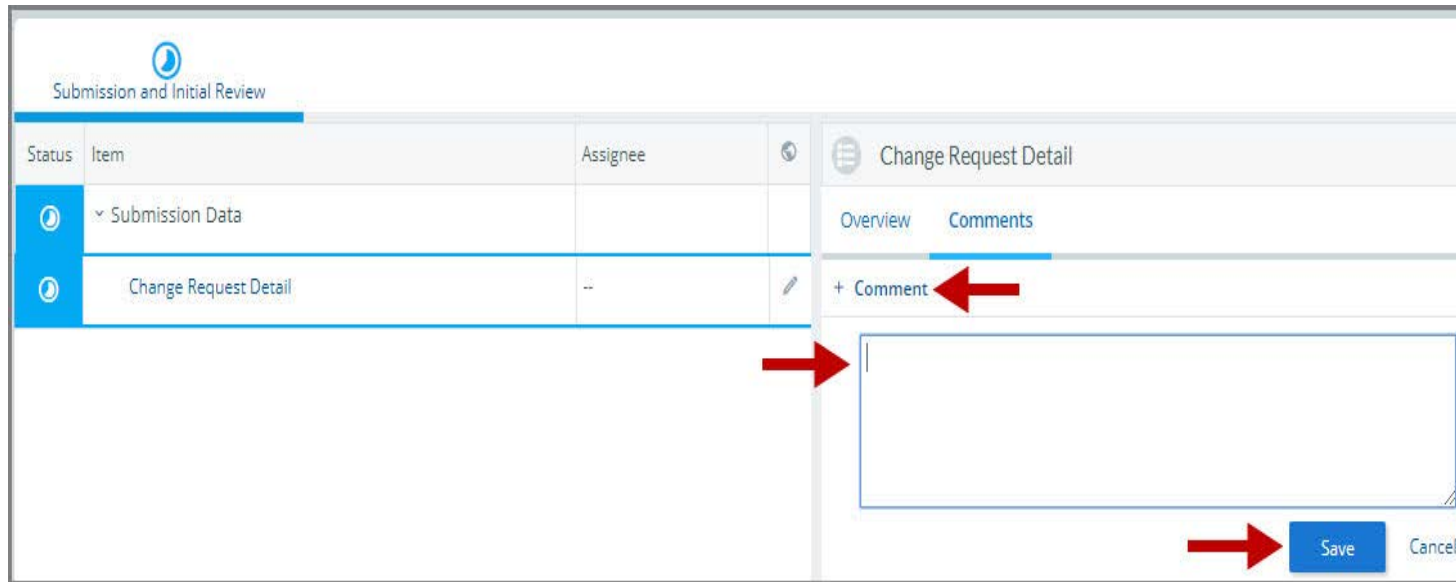 Submission and Initial Review
Status Item Assignee
Change Request Detail
Submission Data
Overview Comments
Change Request Detail --
+ Comment
Save Cancel